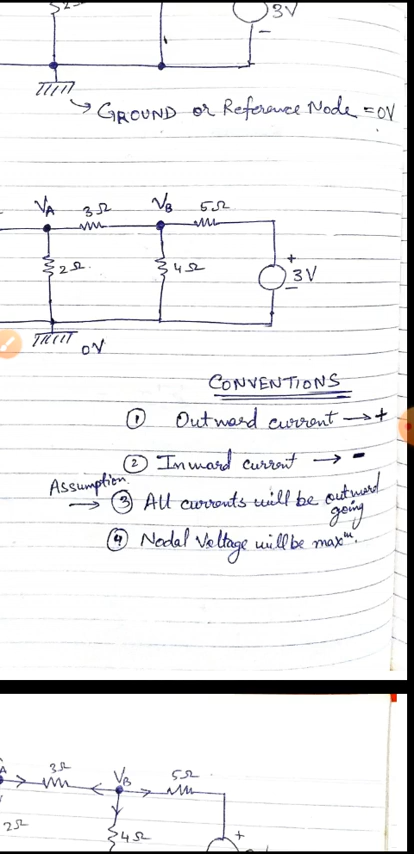 2
3V
-
→ GROUND or Reference Node = 0V
VA 3Ω VB 5Ω
2Ω. 4Ω + 3V -
0V
CONVENTIONS
① Outward current → +
② Inward current → -
Assumption → ③ All currents will be outward going
④ Nodal Voltage will be maxm.
A 3Ω VB 5Ω
2Ω 4Ω +